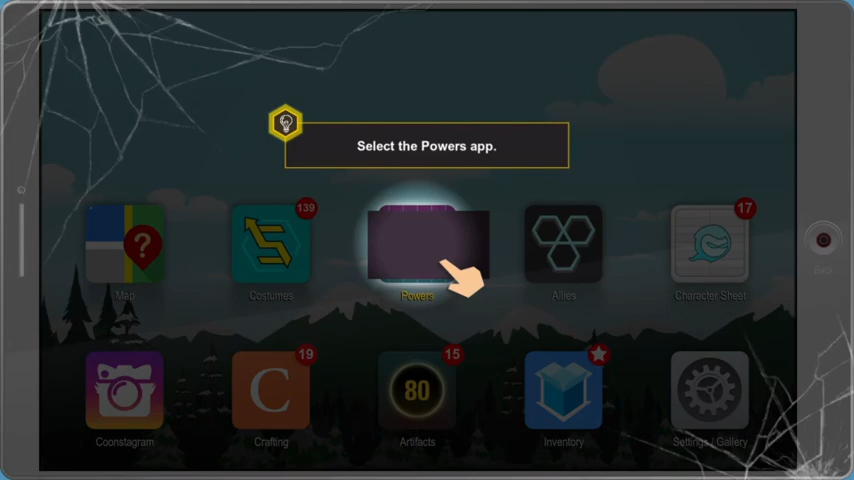 Select the Powers app.
139
17
?
Map
Costumes
Powers
Allies
Character Sheet
19
15
C
80
Coonstagram
Crafting
Artifacts
Inventory
Settings / Gallery